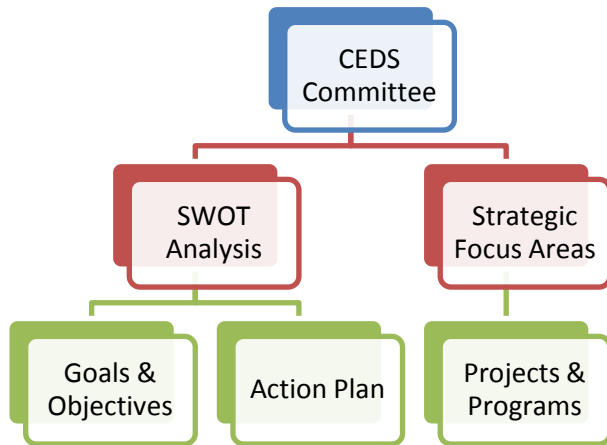 CEDS
Committee
SWOT
Analysis
Strategic
Focus Areas
Goals &
Objectives
Action Plan
Projects &
Programs